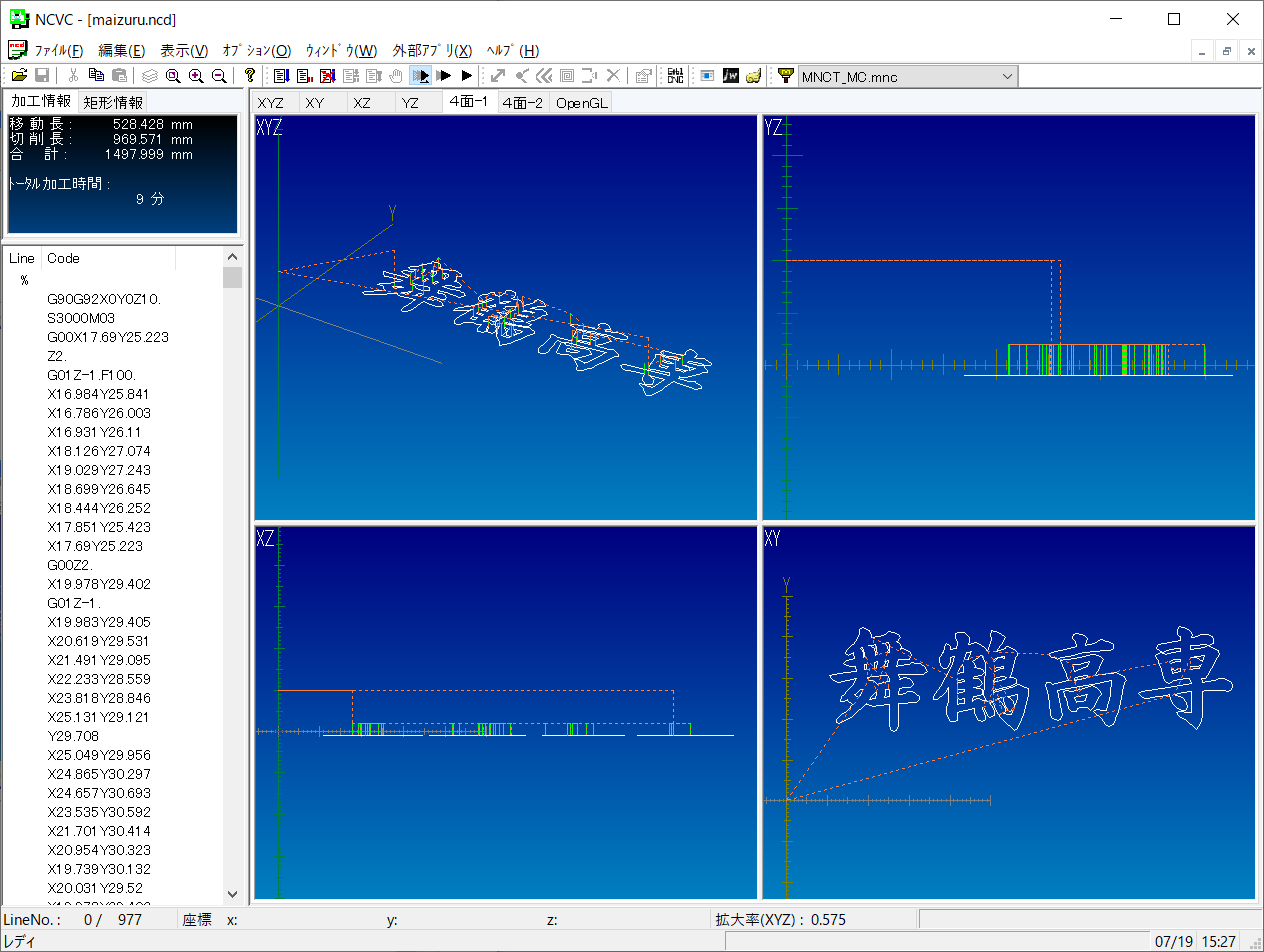 NCVC - [maizuru.ncd]
ﾌｧｲﾙ(F) 編集(E) 表示(V) ｵﾌﾟｼｮﾝ(O) ｳｨﾝﾄﾞｳ(W) 外部ｱﾌﾟﾘ(X) ﾍﾙﾌﾟ(H)
MNCT_MC.mnc
加工情報 矩形情報
XYZ XY XZ YZ 4面-1 4面-2 OpenGL
移動長: 528.428 mm
切削長: 969.571 mm
合 計: 1497.999 mm
ﾄｰﾀﾙ加工時間:
9 分
Line Code
%
G90G92X0Y0Z10.
S3000M03
G00X17.69Y25.223
Z2.
G01Z-1.F100.
X16.984Y25.841
X16.786Y26.003
X16.931Y26.11
X18.126Y27.074
X19.029Y27.243
X18.699Y26.645
X18.444Y26.252
X17.851Y25.423
X17.69Y25.223
G00Z2.
X19.978Y29.402
G01Z-1.
X19.983Y29.405
X20.619Y29.531
X21.491Y29.095
X22.233Y28.559
X23.818Y28.846
X25.131Y29.121
Y29.708
X25.049Y29.956
X24.865Y30.297
X24.657Y30.693
X23.535Y30.592
X21.701Y30.414
X20.954Y30.323
X19.739Y30.132
X20.031Y29.52
XYZ
Y
YZ
XZ
XY
Y
舞鶴高専
LineNo.: 0 / 977 座標 x: y: z: 拡大率(XYZ) : 0.575
レディ 07/19 15:27